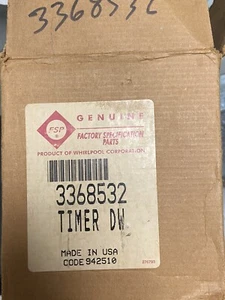 3368532
GENUINE
FSP
FACTORY SPECIFICATION
PARTS
PRODUCT OF WHIRLPOOL CORPORATION
3368532
TIMER DW
MADE IN USA
CODE 942510